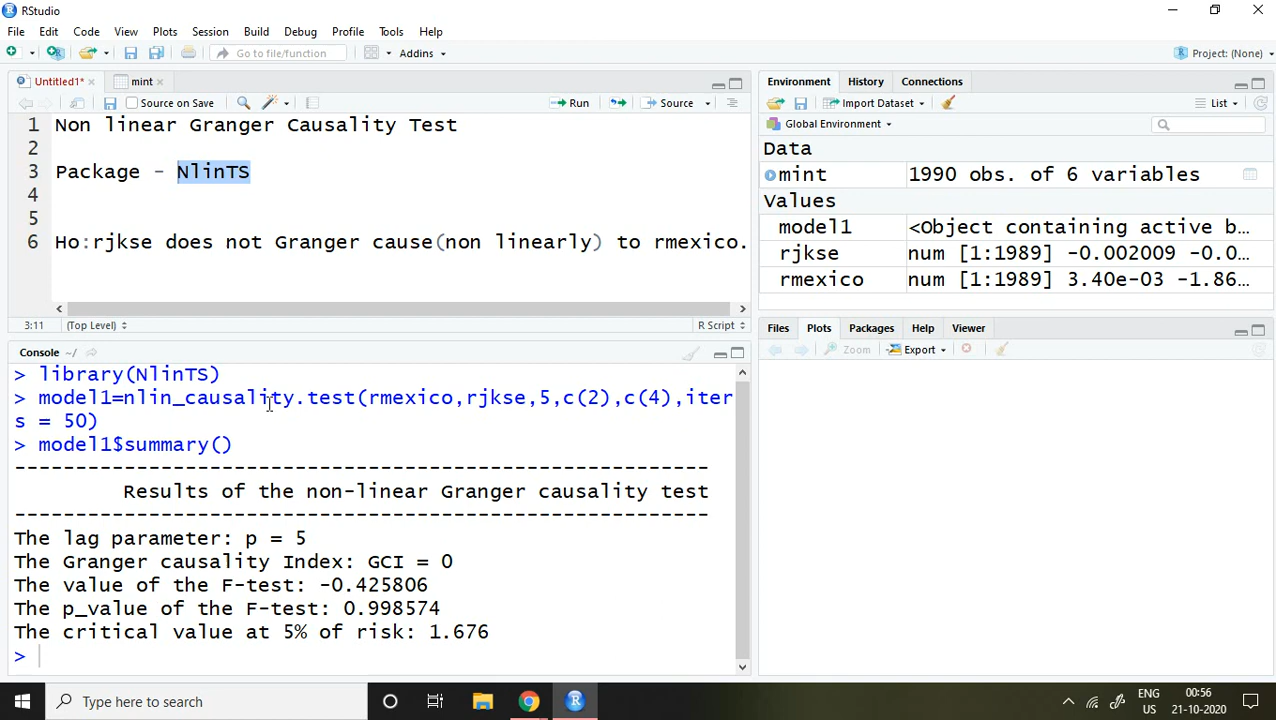 RStudio
File Edit Code View Plots Session Build Debug Profile Tools Help
Go to file/function Addins Project: (None)
Untitled1* mint
Source on Save Run Source
1 Non linear Granger Causality Test
2
3 Package - NlinTS
4
5
6 Ho:rjkse does not Granger cause(non linearly) to rmexico.
3:11 (Top Level) R Script
Console ~/
> library(NlinTS)
> model1=nlin_causality.test(rmexico,rjkse,5,c(2),c(4),iter
s = 50)
> model1$summary()
----------------------------------------------------------
Results of the non-linear Granger causality test
----------------------------------------------------------
The lag parameter: p = 5
The Granger causality Index: GCI = 0
The value of the F-test: -0.425806
The p_value of the F-test: 0.998574
The critical value at 5% of risk: 1.676
>
Environment History Connections
Import Dataset List
Global Environment
Data
mint 1990 obs. of 6 variables
Values
model1 <Object containing active b…
rjkse num [1:1989] -0.002009 -0.0…
rmexico num [1:1989] 3.40e-03 -1.86…
Files Plots Packages Help Viewer
Zoom Export
Type here to search
ENG
US
00:56
21-10-2020